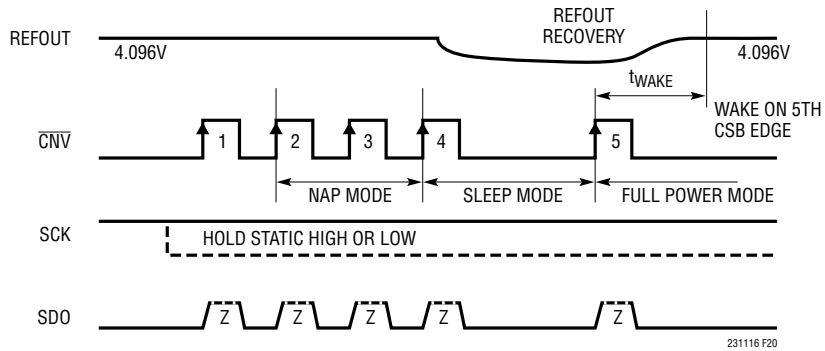 REFOUT
RECOVERY
REFOUT
4.096V
4.096V
tWAKE
WAKE ON 5TH
CSB EDGE
CNV
1
2
3
4
5
NAP MODE
SLEEP MODE
FULL POWER MODE
SCK
HOLD STATIC HIGH OR LOW
SDO
Z
Z
Z
Z
Z
231116 F20